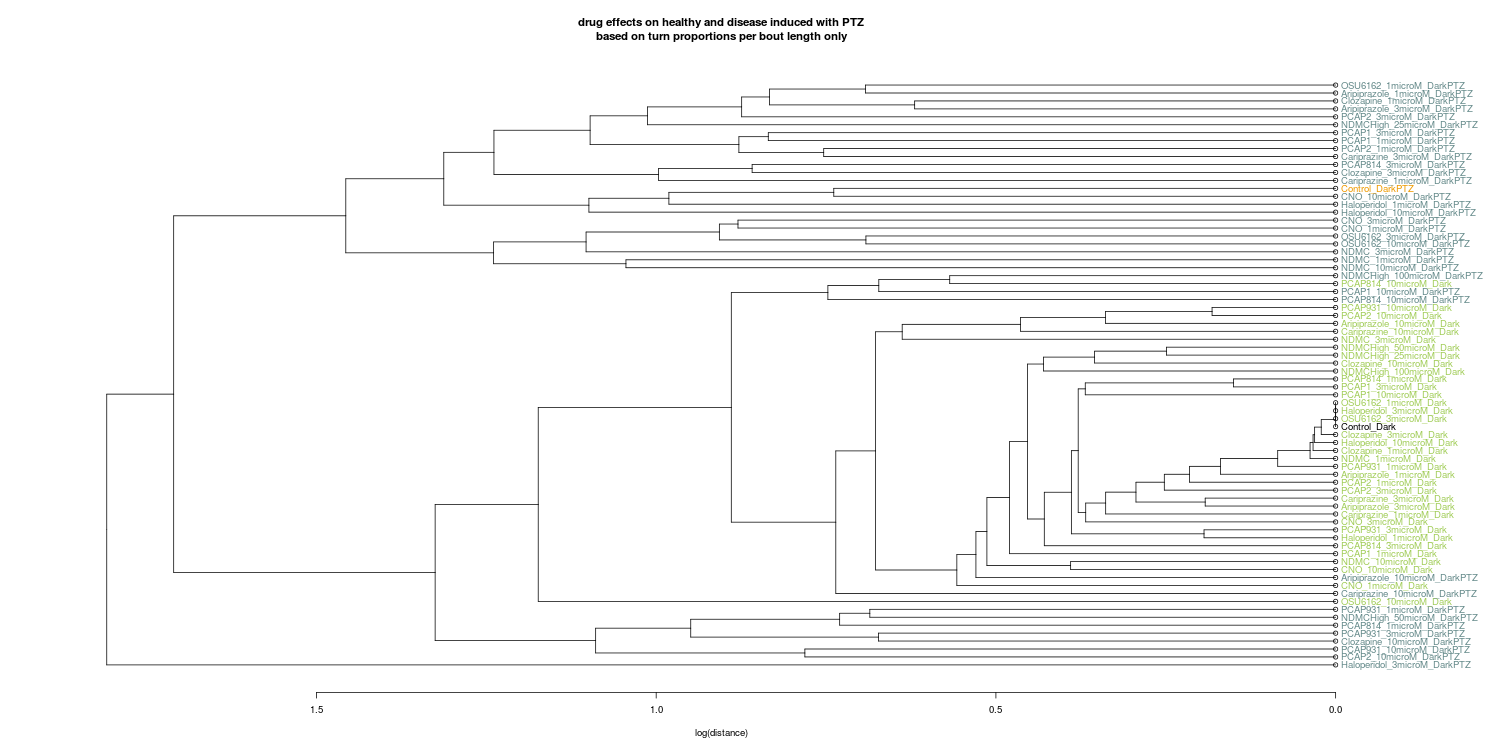 drug effects on healthy and disease induced with PTZ
based on turn proportions per bout length only
OSU6162_1microM_DarkPTZ
Aripiprazole_1microM_DarkPTZ
Clozapine_1microM_DarkPTZ
Aripiprazole_3microM_DarkPTZ
PCAP2_3microM_DarkPTZ
NDMCHigh_25microM_DarkPTZ
PCAP1_3microM_DarkPTZ
PCAP1_1microM_DarkPTZ
PCAP2_1microM_DarkPTZ
Cariprazine_3microM_DarkPTZ
PCAP814_3microM_DarkPTZ
Clozapine_3microM_DarkPTZ
Cariprazine_1microM_DarkPTZ
Control_DarkPTZ
CNO_10microM_DarkPTZ
Haloperidol_1microM_DarkPTZ
Haloperidol_10microM_DarkPTZ
CNO_3microM_DarkPTZ
CNO_1microM_DarkPTZ
OSU6162_3microM_DarkPTZ
OSU6162_10microM_DarkPTZ
NDMC_3microM_DarkPTZ
NDMC_1microM_DarkPTZ
NDMC_10microM_DarkPTZ
NDMCHigh_100microM_DarkPTZ
PCAP814_10microM_Dark
PCAP1_10microM_DarkPTZ
PCAP814_10microM_DarkPTZ
PCAP931_10microM_Dark
PCAP2_10microM_Dark
Aripiprazole_10microM_Dark
Cariprazine_10microM_Dark
NDMC_3microM_Dark
NDMCHigh_50microM_Dark
NDMCHigh_25microM_Dark
Clozapine_10microM_Dark
NDMCHigh_100microM_Dark
PCAP814_1microM_Dark
PCAP1_3microM_Dark
PCAP1_10microM_Dark
OSU6162_1microM_Dark
Haloperidol_3microM_Dark
OSU6162_3microM_Dark
Control_Dark
Clozapine_3microM_Dark
Haloperidol_10microM_Dark
Clozapine_1microM_Dark
NDMC_1microM_Dark
PCAP931_1microM_Dark
Aripiprazole_1microM_Dark
PCAP2_1microM_Dark
PCAP2_3microM_Dark
Cariprazine_3microM_Dark
Aripiprazole_3microM_Dark
Cariprazine_1microM_Dark
CNO_3microM_Dark
PCAP931_3microM_Dark
Haloperidol_1microM_Dark
PCAP814_3microM_Dark
PCAP1_1microM_Dark
NDMC_10microM_Dark
CNO_10microM_Dark
Aripiprazole_10microM_DarkPTZ
CNO_1microM_Dark
Cariprazine_10microM_DarkPTZ
OSU6162_10microM_Dark
PCAP931_1microM_DarkPTZ
NDMCHigh_50microM_DarkPTZ
PCAP814_1microM_DarkPTZ
PCAP931_3microM_DarkPTZ
Clozapine_10microM_DarkPTZ
PCAP931_10microM_DarkPTZ
PCAP2_10microM_DarkPTZ
Haloperidol_3microM_DarkPTZ
1.5 1.0 0.5 0.0
log(distance)